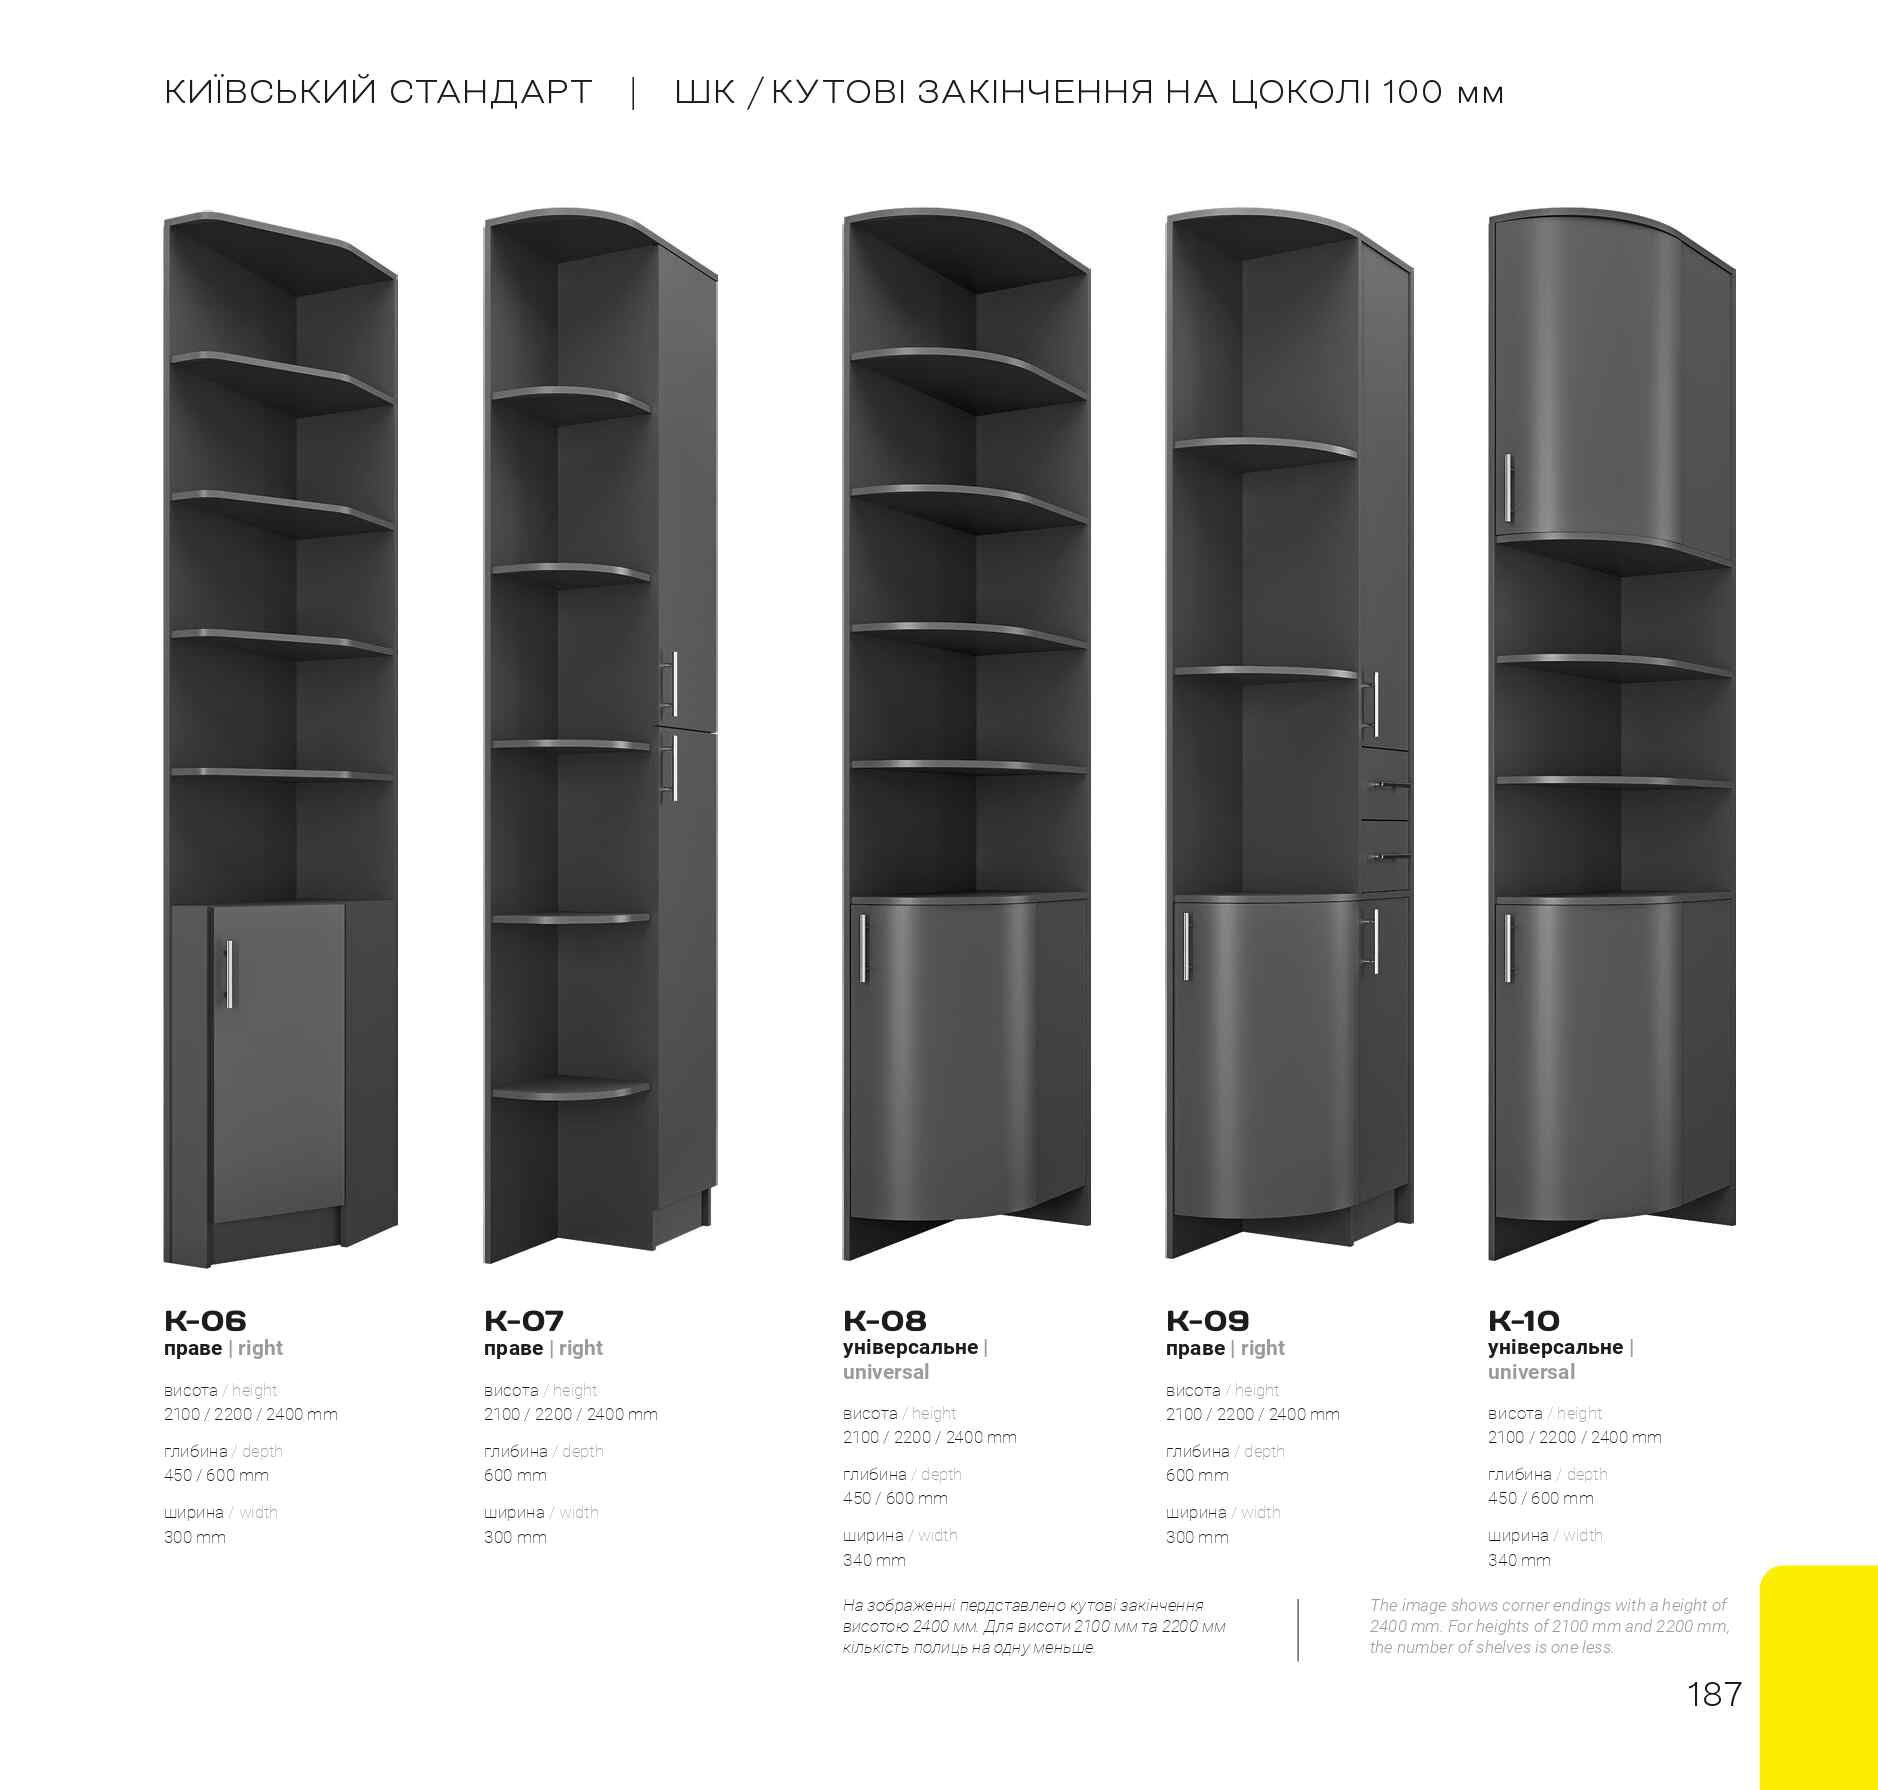 КИЇВСЬКИЙ СТАНДАРТ | ШК / КУТОВІ ЗАКІНЧЕННЯ НА ЦОКОЛІ 100 мм
К-06
праве | right
висота / height
2100 / 2200 / 2400 mm
глибина / depth
450 / 600 mm
ширина / width
300 mm
К-07
праве | right
висота / height
2100 / 2200 / 2400 mm
глибина / depth
600 mm
ширина / width
300 mm
К-08
універсальне |
universal
висота / height
2100 / 2200 / 2400 mm
глибина / depth
450 / 600 mm
ширина / width
340 mm
К-09
праве | right
висота / height
2100 / 2200 / 2400 mm
глибина / depth
600 mm
ширина / width
300 mm
К-10
універсальне |
universal
висота / height
2100 / 2200 / 2400 mm
глибина / depth
450 / 600 mm
ширина / width
340 mm
На зображенні пердставлено кутові закінчення
висотою 2400 мм. Для висоти 2100 мм та 2200 мм
кількість полиць на одну меньше.
The image shows corner endings with a height of
2400 mm. For heights of 2100 mm and 2200 mm,
the number of shelves is one less.
187